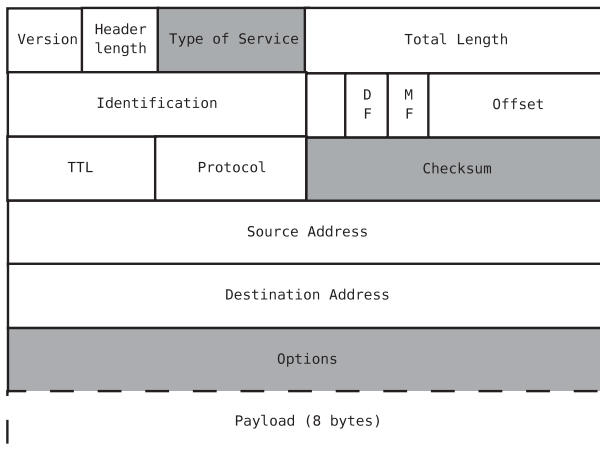 Version
Header
length
Type of Service
Total Length
Identification
D
F
M
F
Offset
TTL
Protocol
Checksum
Source Address
Destination Address
Options
Payload (8 bytes)